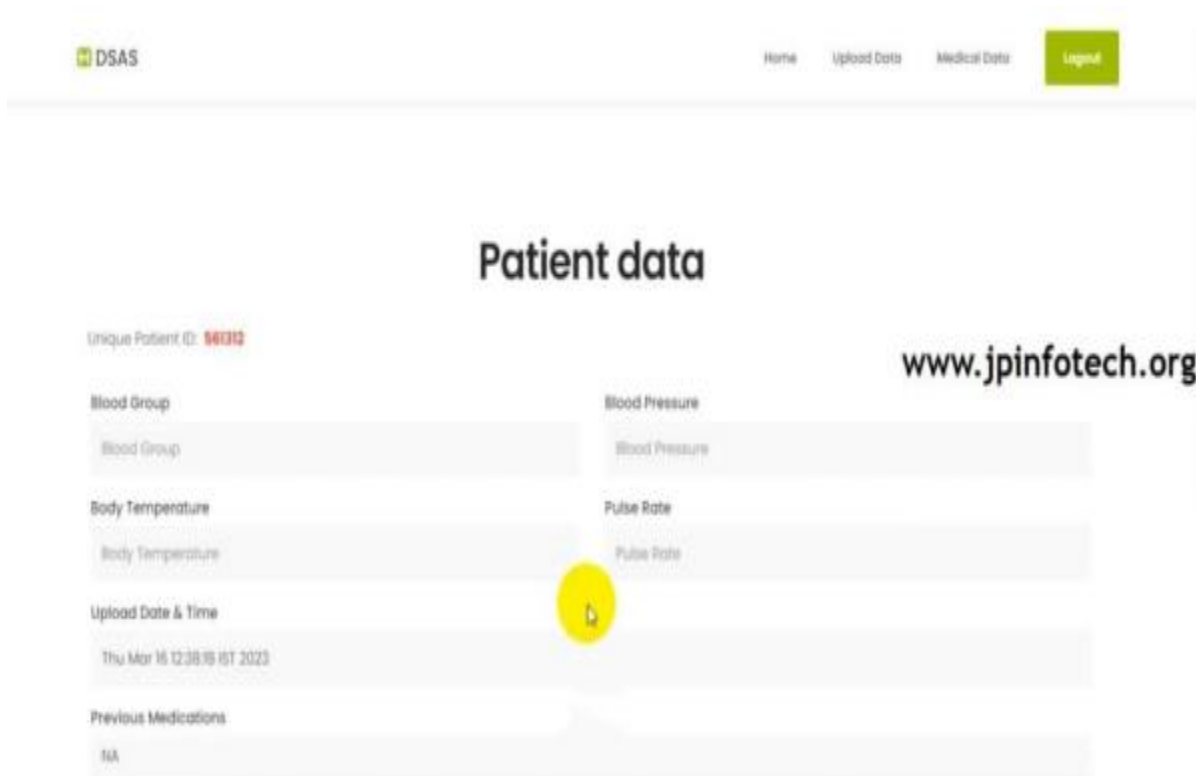 DSAS
Home Upload Data Medical Data Logout
Patient data
Unique Patient ID: 561312
www.jpinfotech.org
Blood Group Blood Pressure
Blood Group Blood Pressure
Body Temperature Pulse Rate
Body Temperature Pulse Rate
Upload Date & Time
Thu Mar 16 12:38:19 IST 2023
Previous Medications
NA